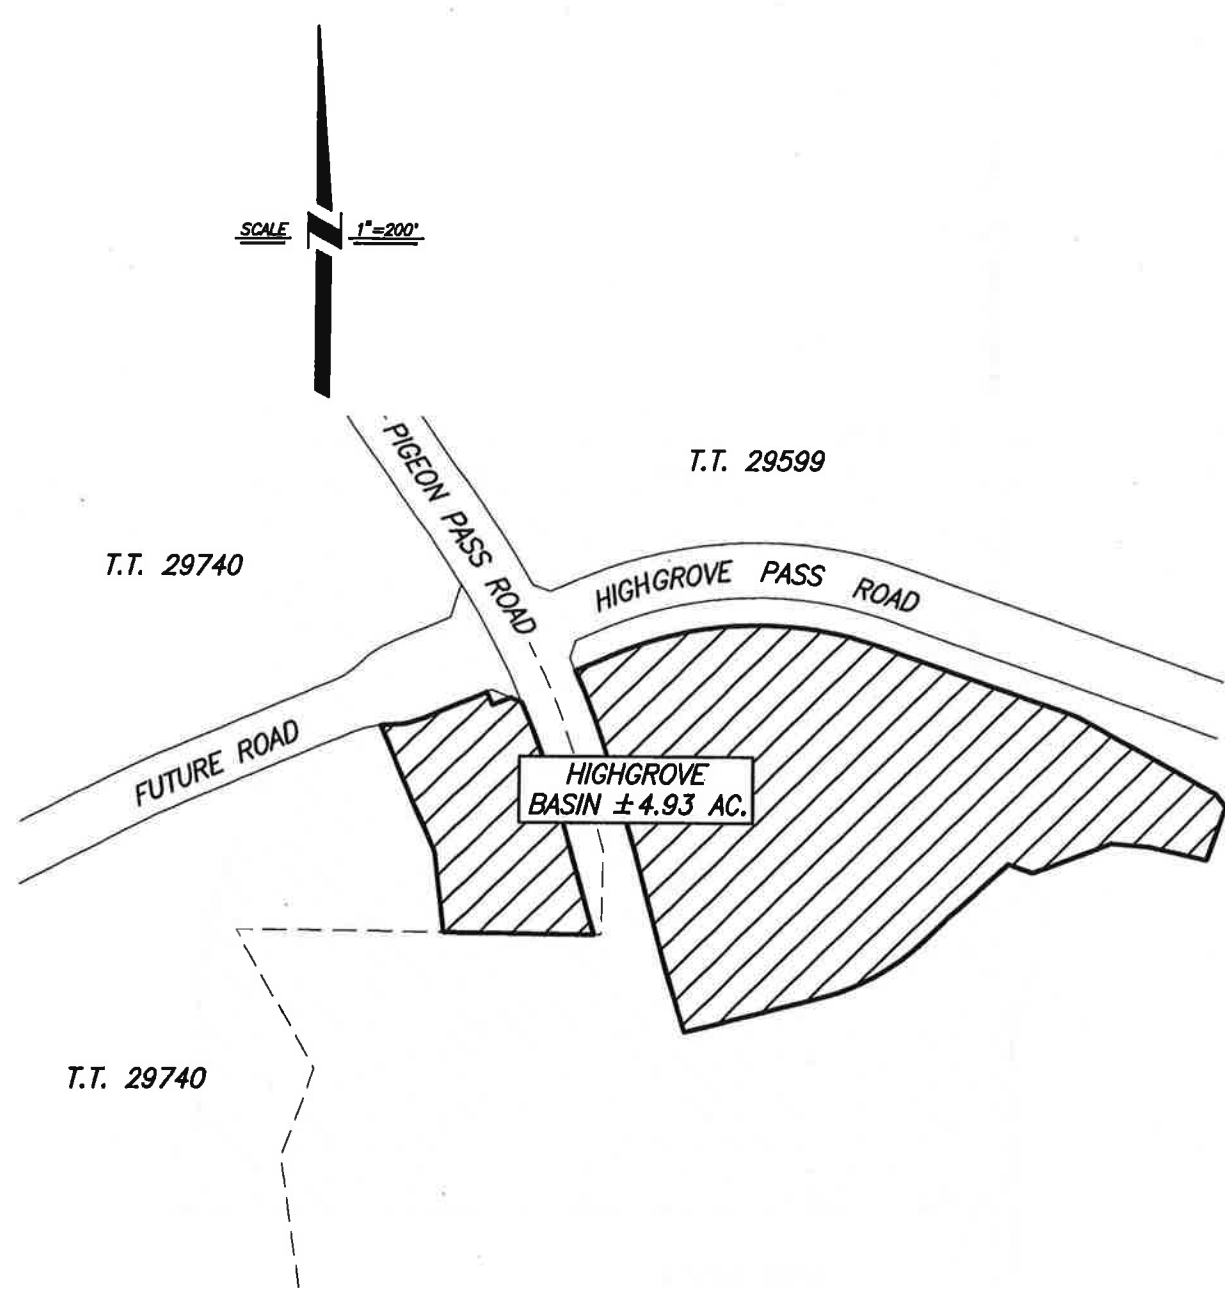 SCALE N 1"=200'
PIGEON PASS ROAD
T.T. 29599
T.T. 29740
HIGHGROVE PASS ROAD
FUTURE ROAD
HIGHGROVE
BASIN ±4.93 AC.
T.T. 29740